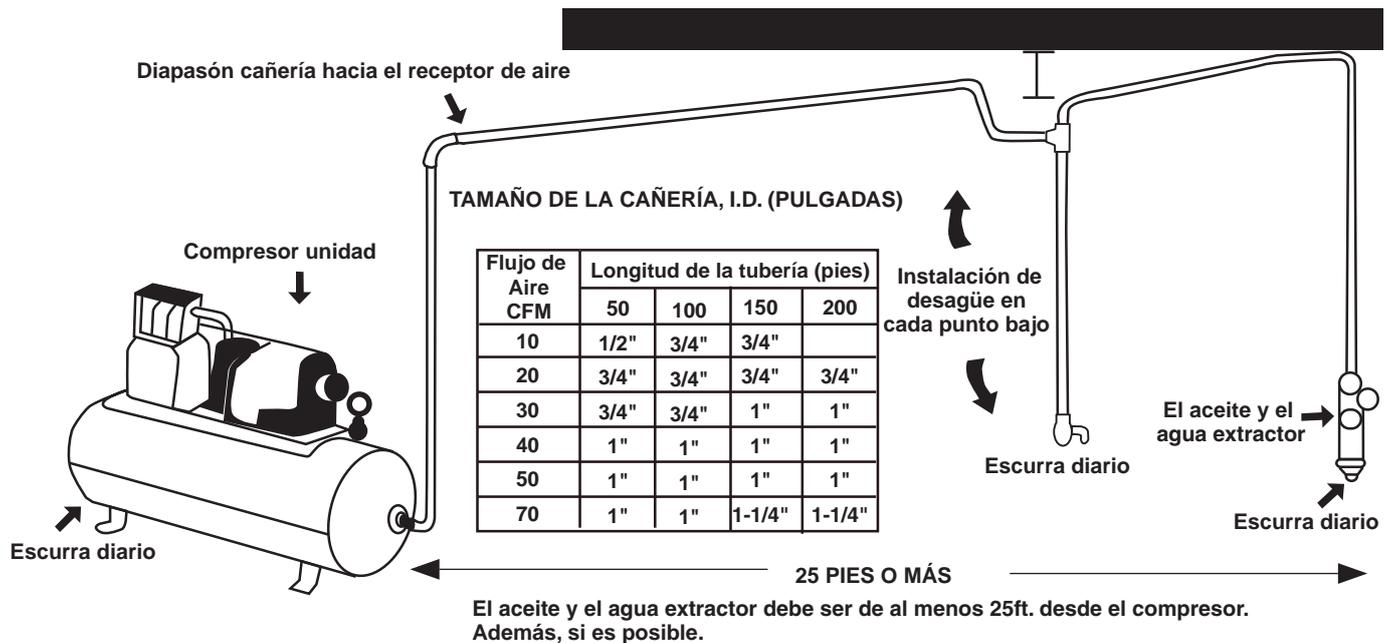 Diapasón cañería hacia el receptor de aire
TAMAÑO DE LA CAÑERÍA, I.D. (PULGADAS)
Compresor unidad
Flujo de
Aire
CFM
Longitud de la tubería (pies)
50 100 150 200
10 1/2" 3/4" 3/4"
20 3/4" 3/4" 3/4" 3/4"
30 3/4" 3/4" 1" 1"
40 1" 1" 1" 1"
50 1" 1" 1" 1"
70 1" 1" 1-1/4" 1-1/4"
Instalación de
desagüe en
cada punto bajo
El aceite y el
agua extractor
Escurra diario
Escurra diario
Escurra diario
25 PIES O MÁS
El aceite y el agua extractor debe ser de al menos 25ft. desde el compresor.
Además, si es posible.